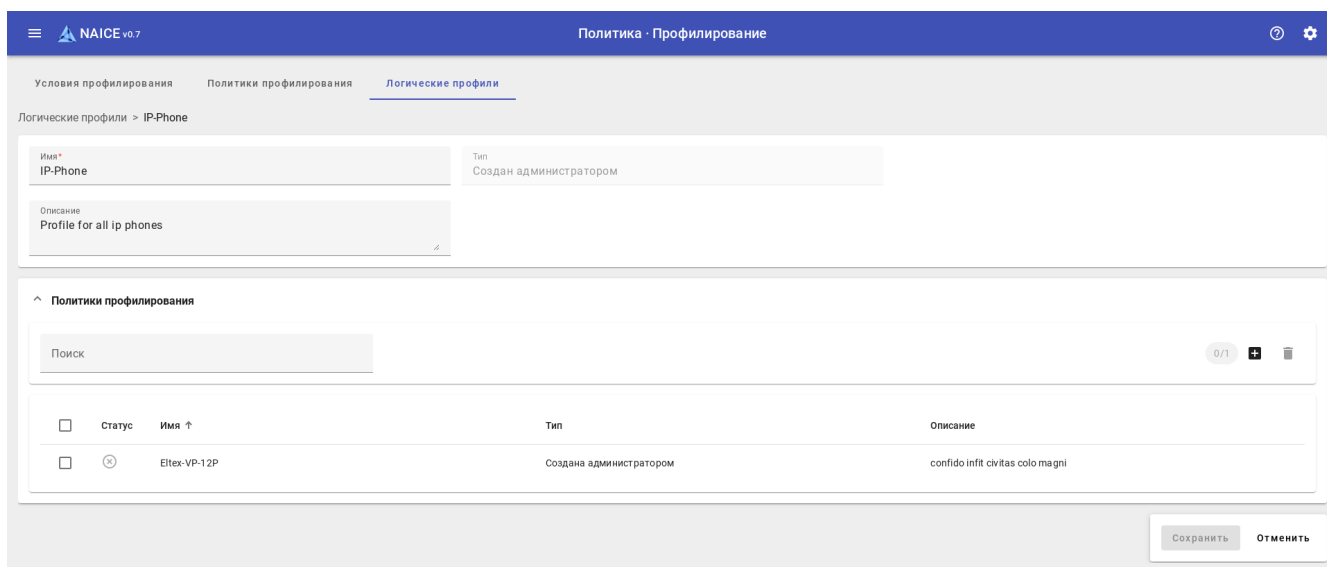 NAICE v0.7
Политика · Профилирование
Условия профилирования Политики профилирования Логические профили
Логические профили > IP-Phone
Имя* Тип
IP-Phone Создан администратором
Описание
Profile for all ip phones
Политики профилирования
Поиск 0/1
Статус Имя ↑ Тип Описание
Eltex-VP-12P Создана администратором confido infit civitas colo magni
Сохранить Отменить